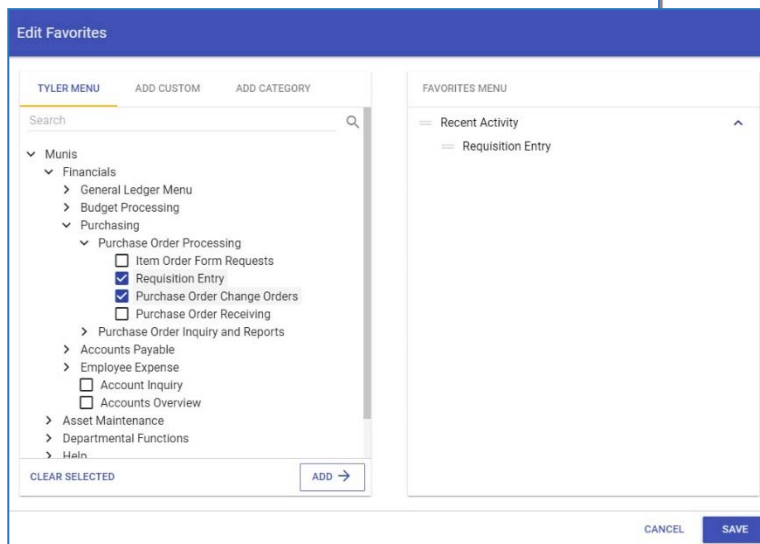 Edit Favorites
TYLER MENU ADD CUSTOM ADD CATEGORY
Search
Munis
Financials
General Ledger Menu
Budget Processing
Purchasing
Purchase Order Processing
Item Order Form Requests
Requisition Entry
Purchase Order Change Orders
Purchase Order Receiving
Purchase Order Inquiry and Reports
Accounts Payable
Employee Expense
Account Inquiry
Accounts Overview
Asset Maintenance
Departmental Functions
Help
CLEAR SELECTED ADD
FAVORITES MENU
Recent Activity
Requisition Entry
CANCEL SAVE